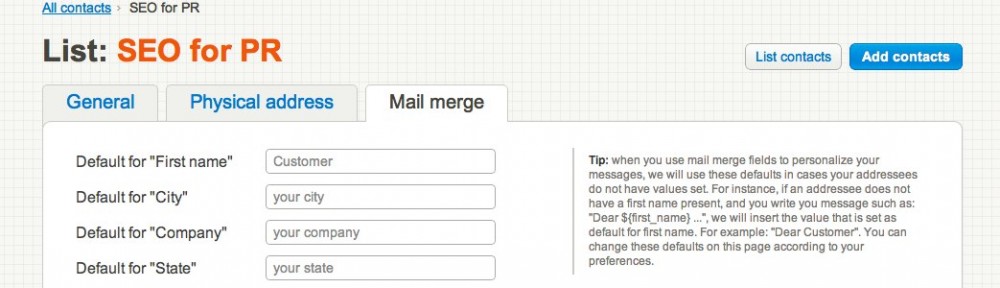 All contacts › SEO for PR
List: SEO for PR
List contacts
Add contacts
General
Physical address
Mail merge
Default for "First name"
Customer
Default for "City"
your city
Default for "Company"
your company
Default for "State"
your state
Tip: when you use mail merge fields to personalize your
messages, we will use these defaults in cases your addressees
do not have values set. For instance, if an addressee does not
have a first name present, and you write you message such as:
"Dear ${first_name} ...", we will insert the value that is set as
default for first name. For example: "Dear Customer". You can
change these defaults on this page according to your
preferences.